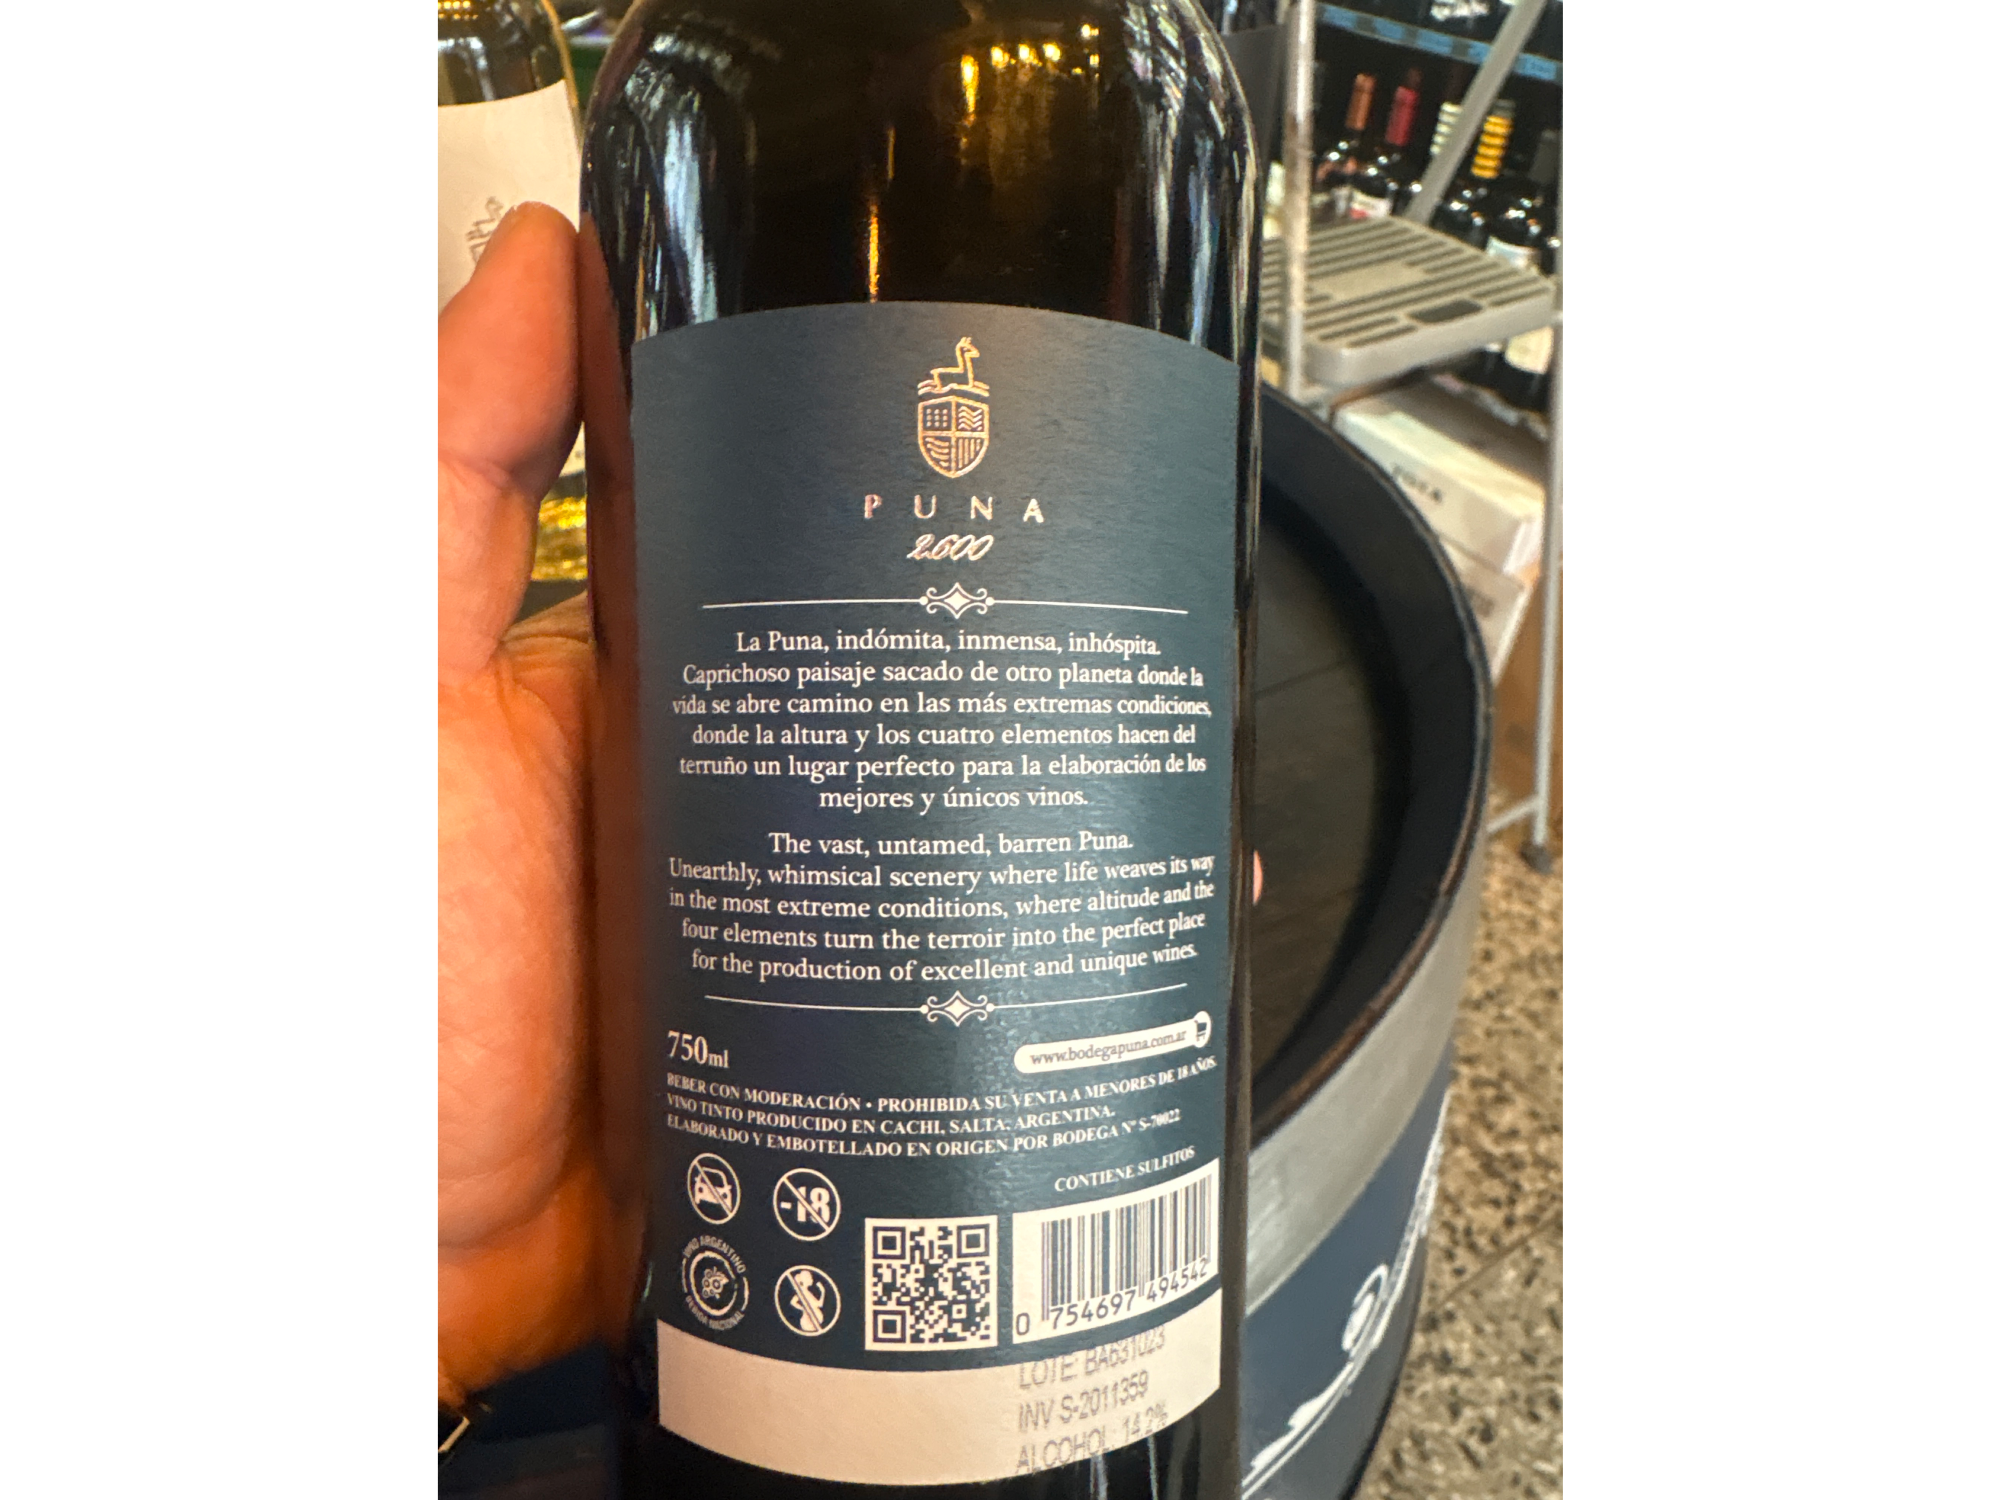 PUNA
2.600
La Puna, indómita, inmensa, inhóspita.
Caprichoso paisaje sacado de otro planeta donde la
vida se abre camino en las más extremas condiciones,
donde la altura y los cuatro elementos hacen del
terruño un lugar perfecto para la elaboración de los
mejores y únicos vinos.
The vast, untamed, barren Puna.
Unearthly, whimsical scenery where life weaves its way
in the most extreme conditions, where altitude and the
four elements turn the terroir into the perfect place
for the production of excellent and unique wines.
750ml
www.bodegapuna.com.ar
BEBER CON MODERACIÓN • PROHIBIDA SU VENTA A MENORES DE 18 AÑOS.
VINO TINTO PRODUCIDO EN CACHI, SALTA, ARGENTINA.
ELABORADO Y EMBOTELLADO EN ORIGEN POR BODEGA Nº S-70022
CONTIENE SULFITOS
-18
VINO ARGENTINO
BEBIDA NACIONAL
0 754697 494542
LOTE: BA631023
INV S-2011359
ALCOHOL: 14.2%